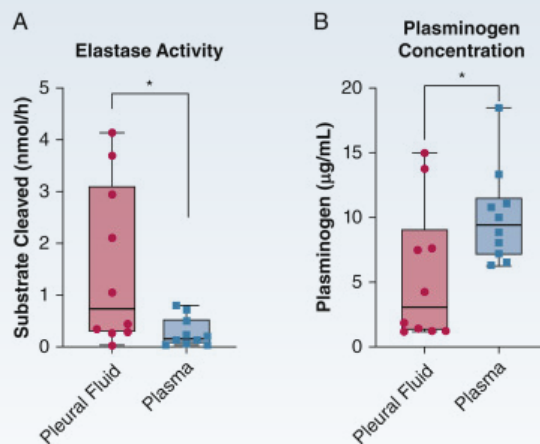 A
Elastase Activity
Substrate Cleaved (nmol/h)
5
4
3
2
1
0
*
Pleural Fluid
Plasma
B
Plasminogen
Concentration
Plasminogen (µg/mL)
20
15
10
5
0
*
Pleural Fluid
Plasma